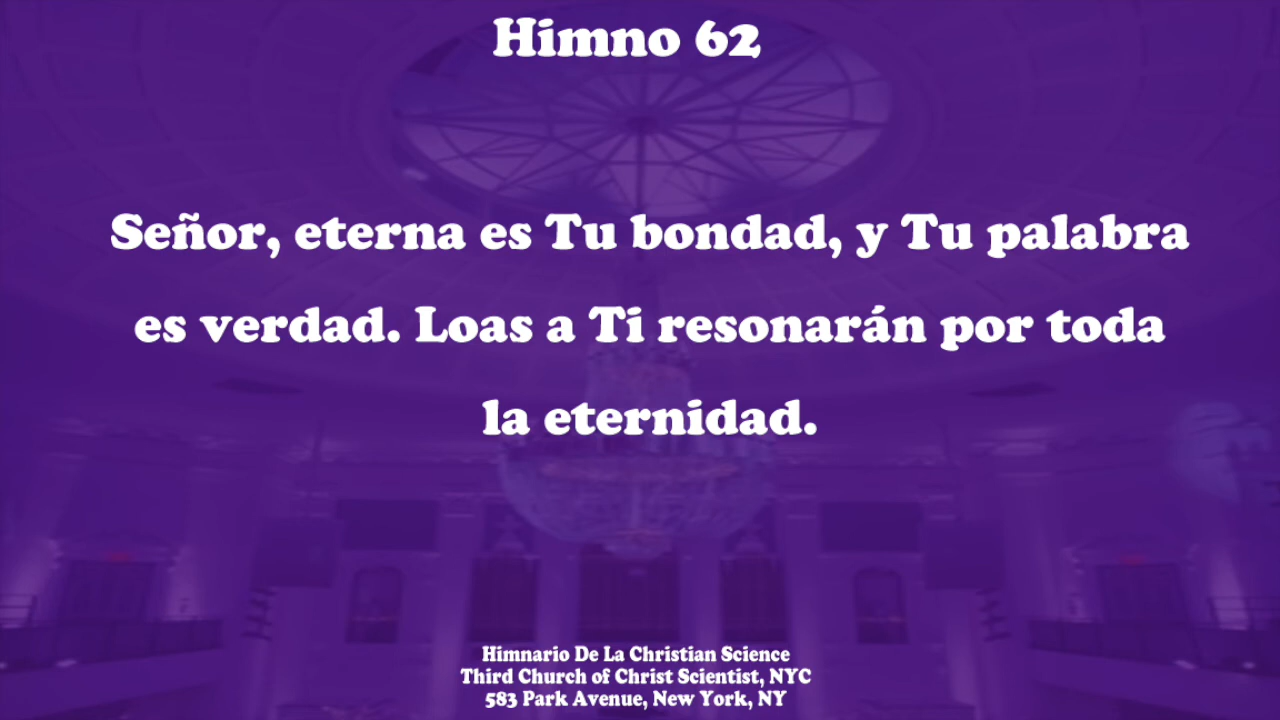 Himno 62
Señor, eterna es Tu bondad, y Tu palabra
es verdad. Loas a Ti resonarán por toda
la eternidad.
Himnario De La Christian Science
Third Church of Christ Scientist, NYC
583 Park Avenue, New York, NY